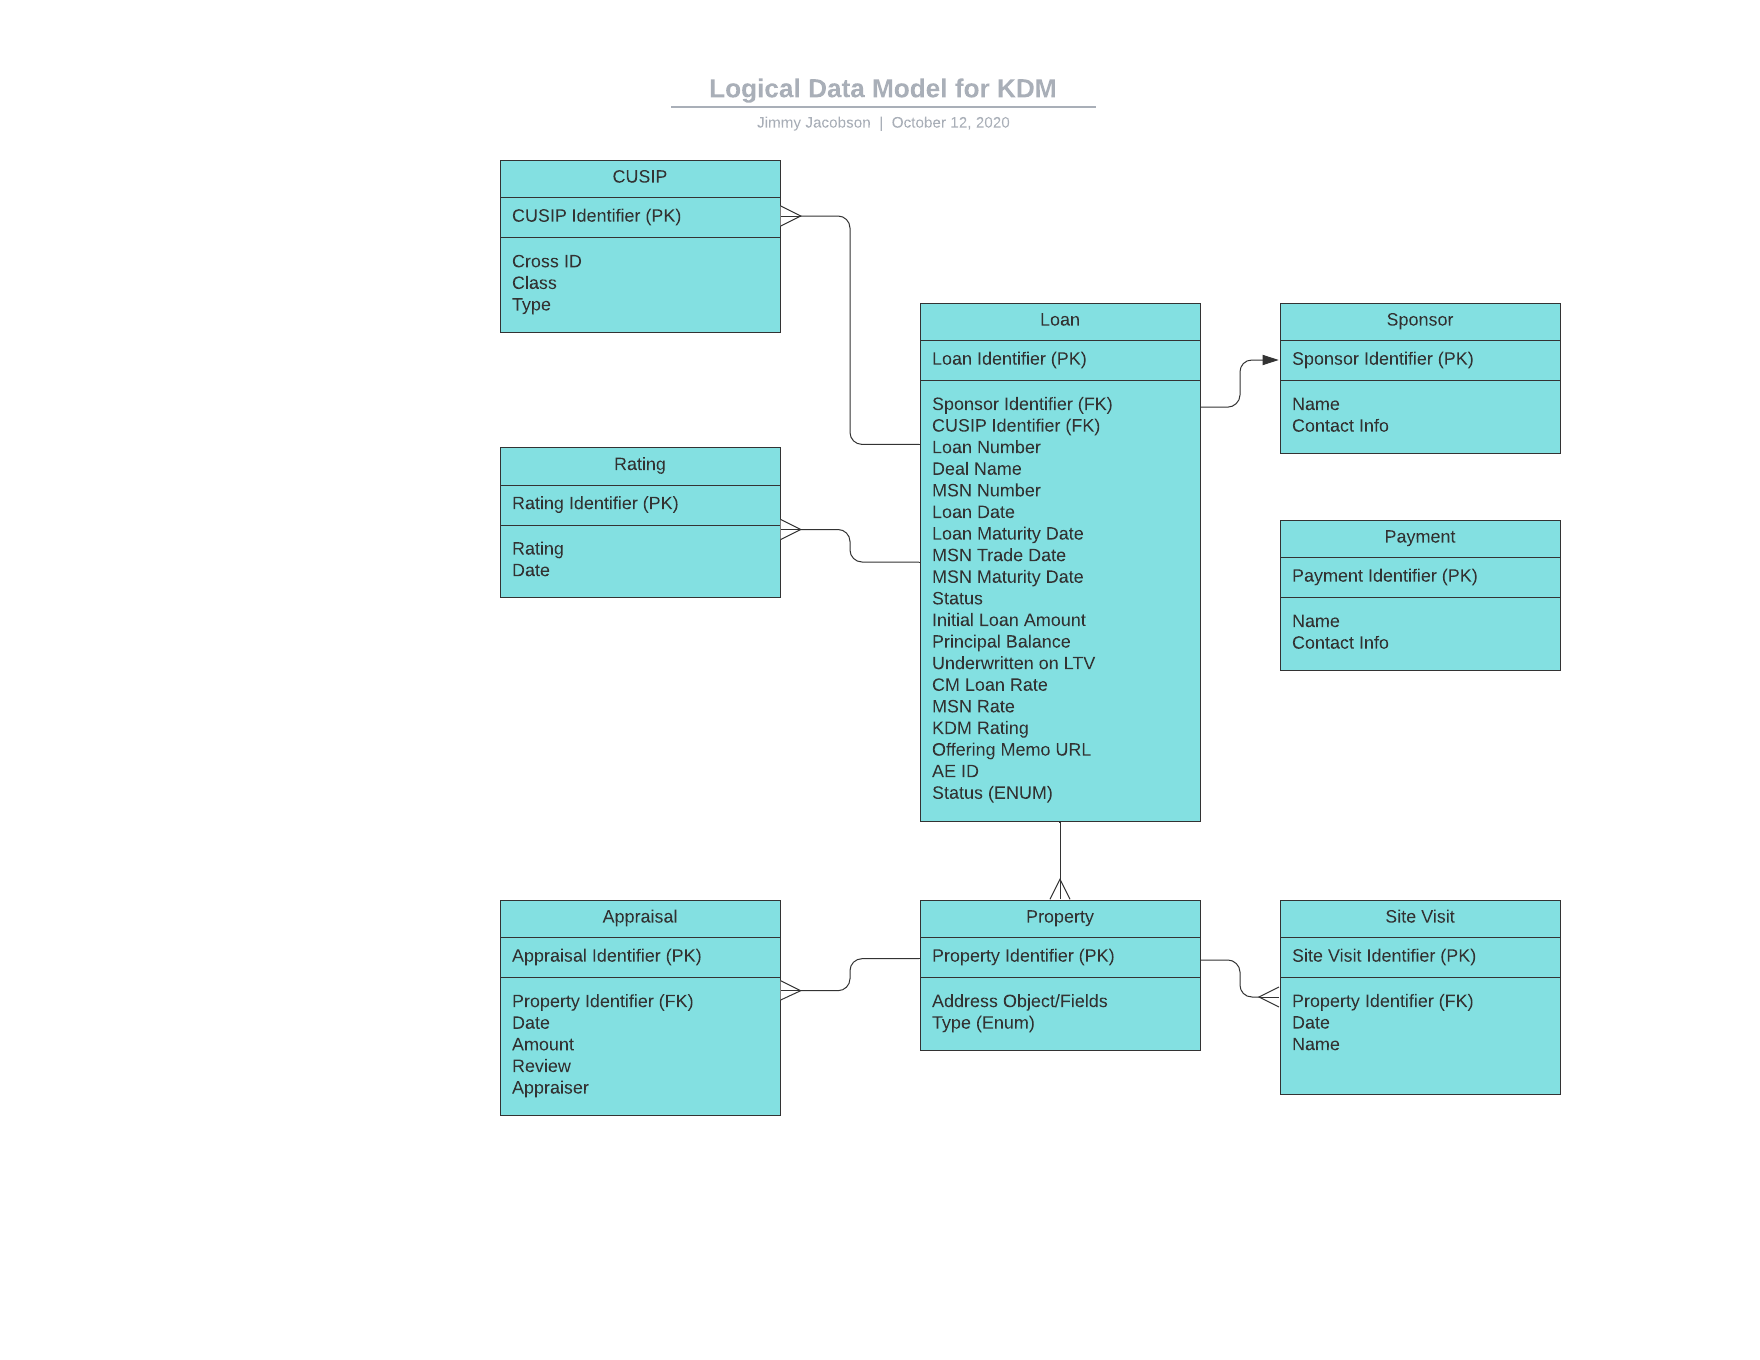 Logical Data Model for KDM
Jimmy Jacobson | October 12, 2020
CUSIP
CUSIP Identifier (PK)
Cross ID
Class
Type
Loan
Loan Identifier (PK)
Sponsor Identifier (FK)
CUSIP Identifier (FK)
Loan Number
Deal Name
MSN Number
Loan Date
Loan Maturity Date
MSN Trade Date
MSN Maturity Date
Status
Initial Loan Amount
Principal Balance
Underwritten on LTV
CM Loan Rate
MSN Rate
KDM Rating
Offering Memo URL
AE ID
Status (ENUM)
Sponsor
Sponsor Identifier (PK)
Name
Contact Info
Rating
Rating Identifier (PK)
Rating
Date
Payment
Payment Identifier (PK)
Name
Contact Info
Appraisal
Appraisal Identifier (PK)
Property Identifier (FK)
Date
Amount
Review
Appraiser
Property
Property Identifier (PK)
Address Object/Fields
Type (Enum)
Site Visit
Site Visit Identifier (PK)
Property Identifier (FK)
Date
Name